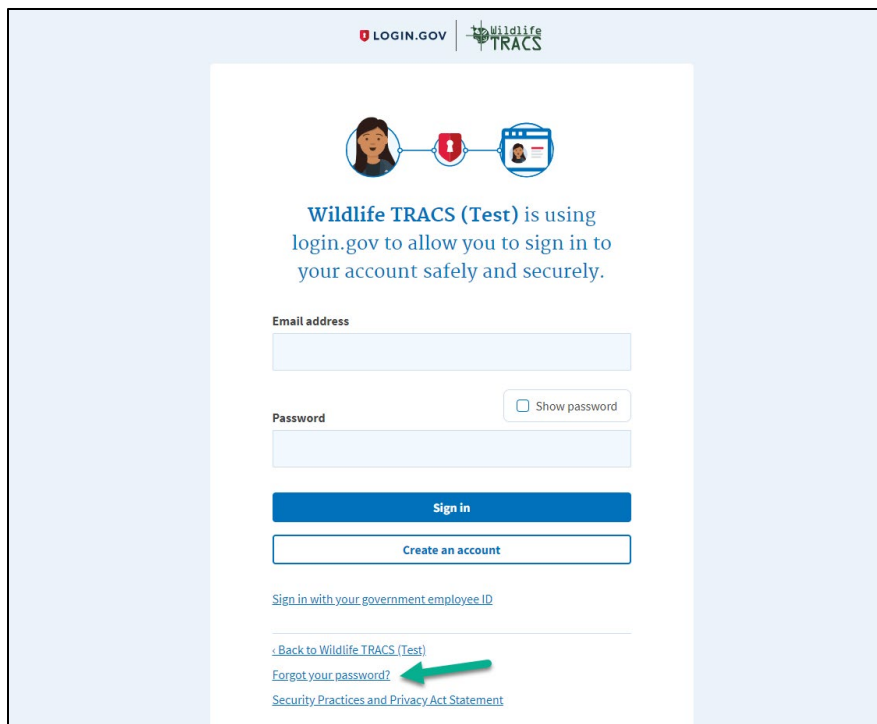 LOGIN.GOV Wildlife TRACS
Wildlife TRACS (Test) is using
login.gov to allow you to sign in to
your account safely and securely.
Email address
Show password
Password
Sign in
Create an account
Sign in with your government employee ID
‹ Back to Wildlife TRACS (Test)
Forgot your password?
Security Practices and Privacy Act Statement